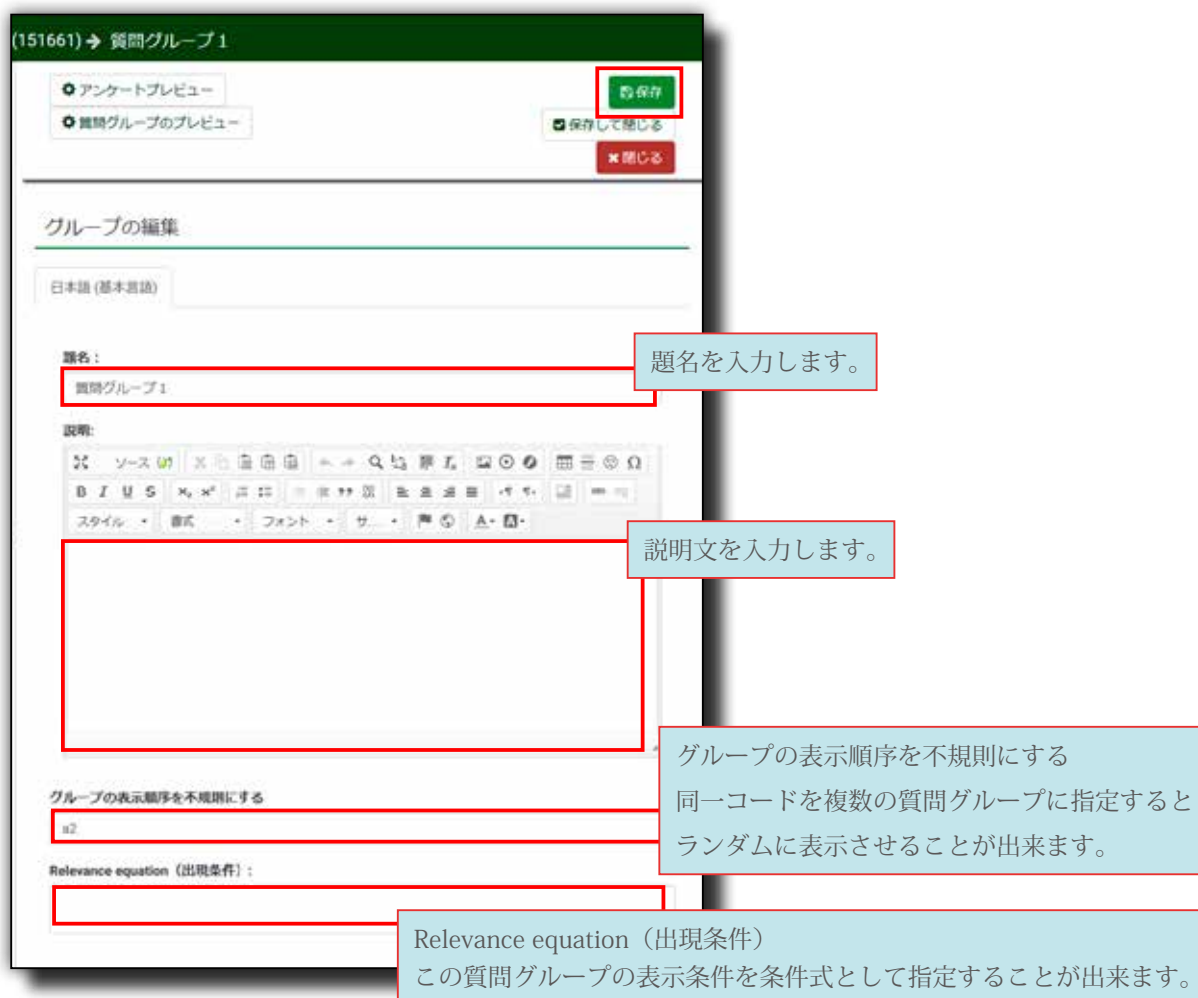 (151661) → 質問グループ1
アンケートプレビュー
保存
質問グループのプレビュー
保存して閉じる
閉じる
グループの編集
日本語 (基本言語)
題名：
題名を入力します。
質問グループ1
説明:
ソース
B I U S
スタイル 書式 フォント サ...
説明文を入力します。
グループの表示順序を不規則にする
同一コードを複数の質問グループに指定すると
ランダムに表示させることが出来ます。
グループの表示順序を不規則にする
Relevance equation（出現条件）:
Relevance equation（出現条件）
この質問グループの表示条件を条件式として指定することが出来ます。